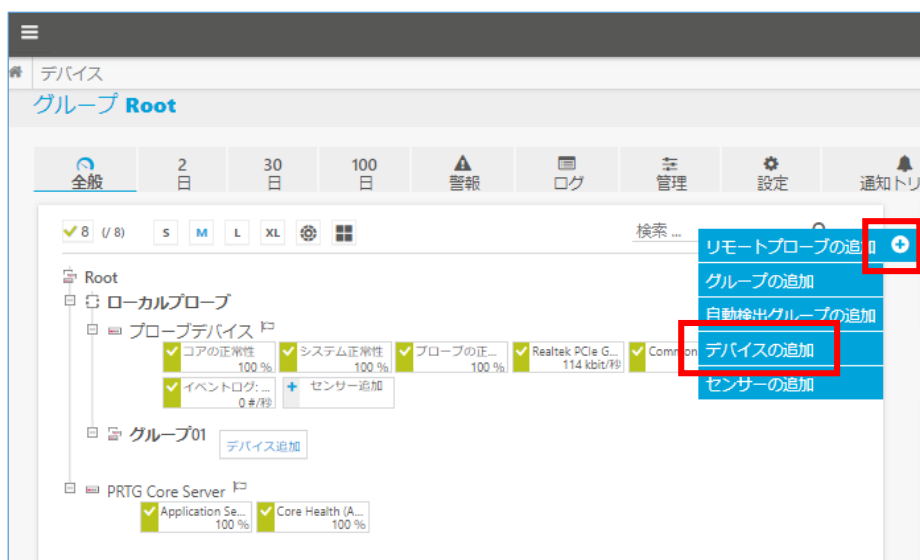 デバイス
グループ Root
全般
2
日
30
日
100
日
警報
ログ
管理
設定
通知トリ
8 (/ 8)
S
M
L
XL
検索 ...
リモートプローブの追加
グループの追加
自動検出グループの追加
デバイスの追加
センサーの追加
Root
ローカルプローブ
プローブデバイス
コアの正常性
100 %
システム正常性
100 %
プローブの正...
100 %
Realtek PCIe G...
114 kbit/秒
Common
イベントログ: ...
0 #/秒
センサー追加
グループ01
デバイス追加
PRTG Core Server
Application Se...
100 %
Core Health (A...
100 %